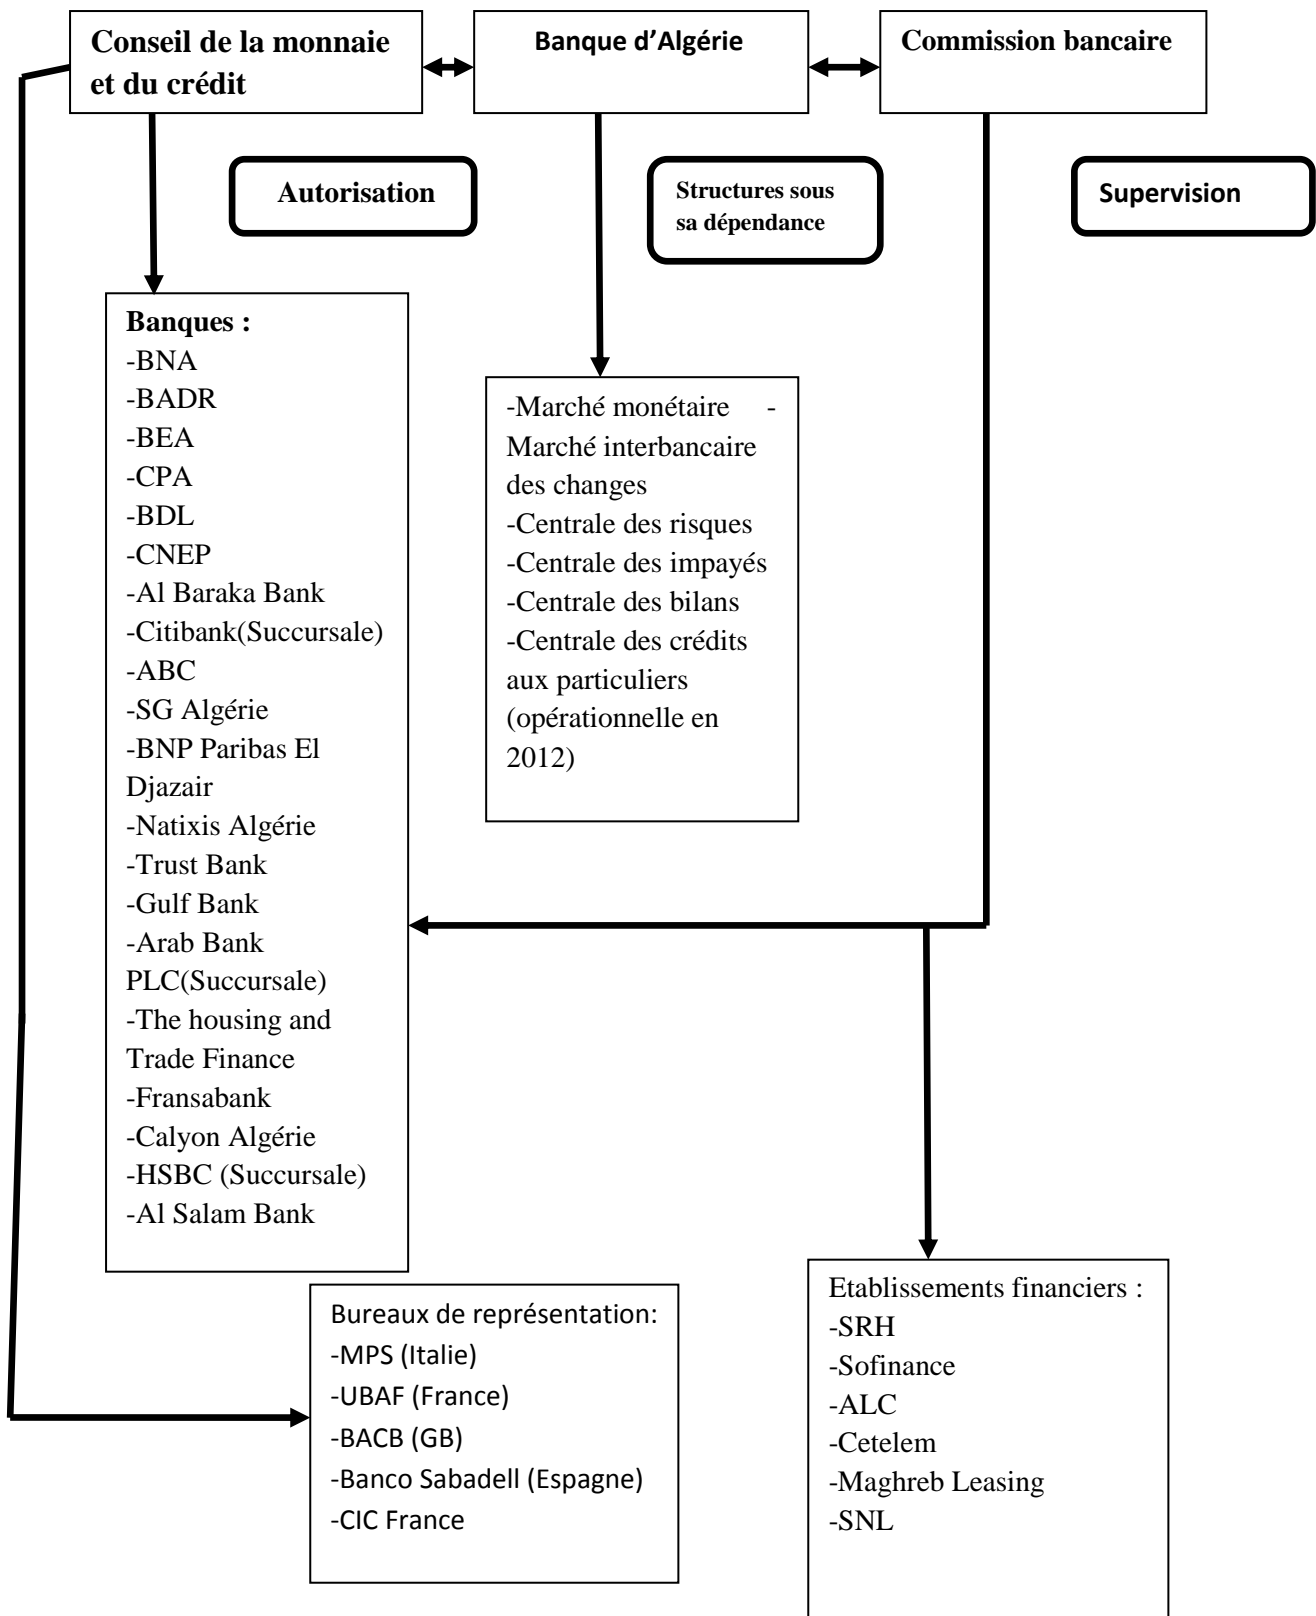 Conseil de la monnaie
et du crédit
Banque d’Algérie
Commission bancaire
Autorisation
Structures sous
sa dépendance
Supervision
Banques :
-BNA
-BADR
-BEA
-CPA
-BDL
-CNEP
-Al Baraka Bank
-Citibank(Succursale)
-ABC
-SG Algérie
-BNP Paribas El
Djazair
-Natixis Algérie
-Trust Bank
-Gulf Bank
-Arab Bank
PLC(Succursale)
-The housing and
Trade Finance
-Fransabank
-Calyon Algérie
-HSBC (Succursale)
-Al Salam Bank
-Marché monétaire -
Marché interbancaire
des changes
-Centrale des risques
-Centrale des impayés
-Centrale des bilans
-Centrale des crédits
aux particuliers
(opérationnelle en
2012)
Bureaux de représentation:
-MPS (Italie)
-UBAF (France)
-BACB (GB)
-Banco Sabadell (Espagne)
-CIC France
Etablissements financiers :
-SRH
-Sofinance
-ALC
-Cetelem
-Maghreb Leasing
-SNL